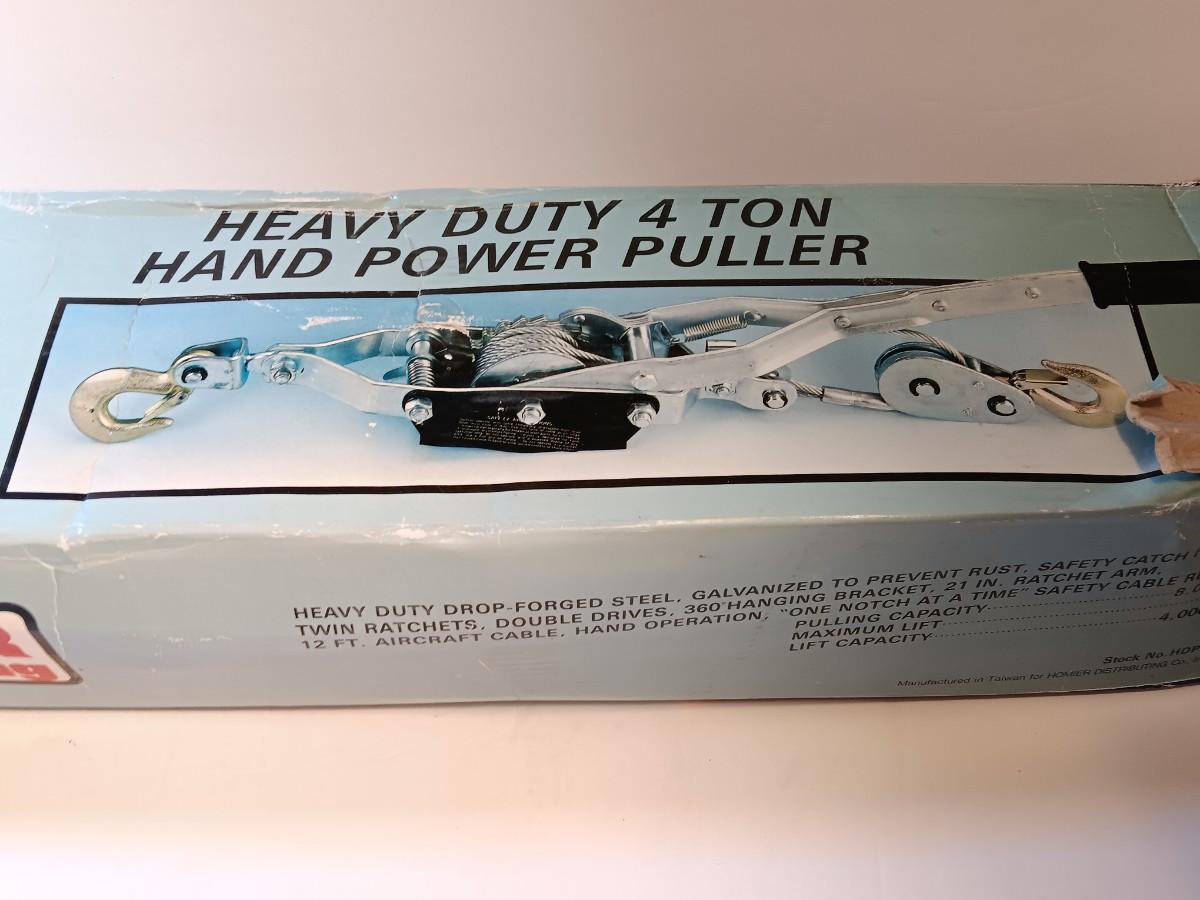 HEAVY DUTY 4 TON
HAND POWER PULLER
HEAVY DUTY DROP-FORGED STEEL, GALVANIZED TO PREVENT RUST, SAFETY CATCH
TWIN RATCHETS, DOUBLE DRIVES, 360° HANGING BRACKET, 21 IN. RATCHET ARM,
12 FT. AIRCRAFT CABLE, HAND OPERATION, "ONE NOTCH AT A TIME" SAFETY CABLE
PULLING CAPACITY
MAXIMUM LIFT
LIFT CAPACITY
Stock No. HDP
Manufactured in Taiwan for HOMIER DISTRIBUTING Co.